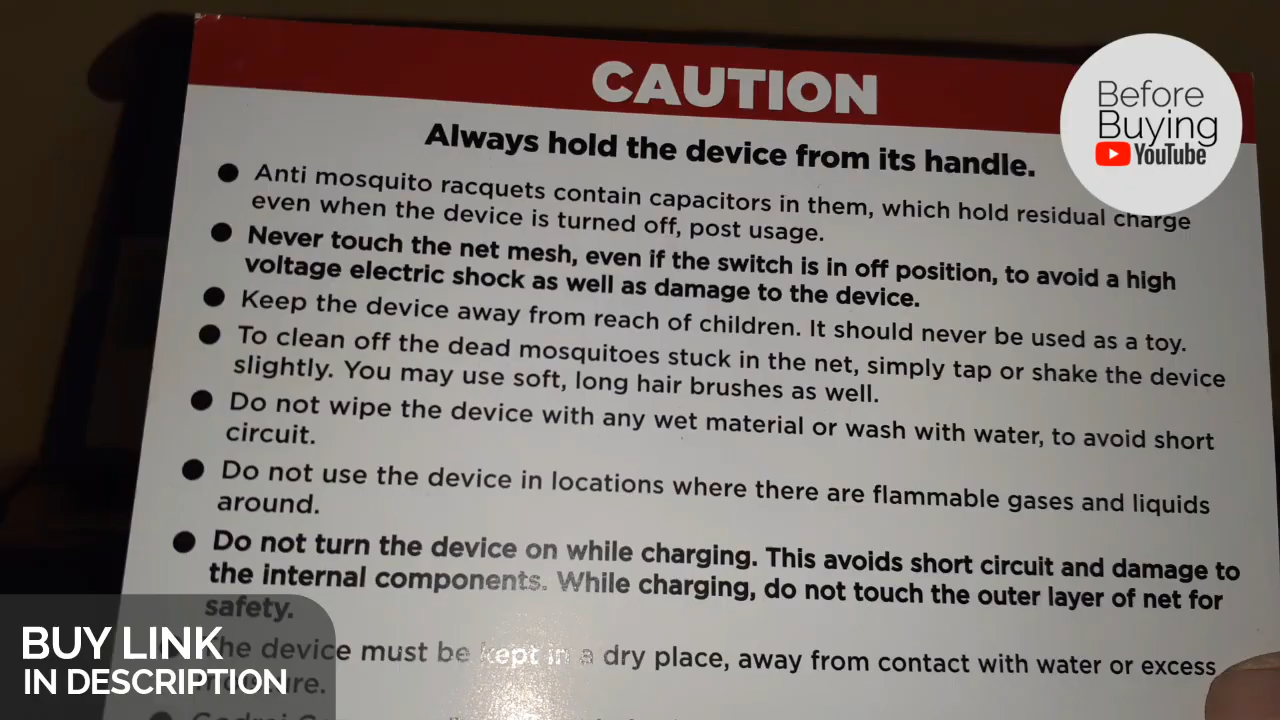 CAUTION
Before
Buying
YouTube
Always hold the device from its handle.
● Anti mosquito racquets contain capacitors in them, which hold residual charge
even when the device is turned off, post usage.
● Never touch the net mesh, even if the switch is in off position, to avoid a high
voltage electric shock as well as damage to the device.
● Keep the device away from reach of children. It should never be used as a toy.
● To clean off the dead mosquitoes stuck in the net, simply tap or shake the device
slightly. You may use soft, long hair brushes as well.
● Do not wipe the device with any wet material or wash with water, to avoid short
circuit.
● Do not use the device in locations where there are flammable gases and liquids
around.
● Do not turn the device on while charging. This avoids short circuit and damage to
the internal components. While charging, do not touch the outer layer of net for
safety.
The device must be kept in a dry place, away from contact with water or excess
BUY LINK
IN DESCRIPTION